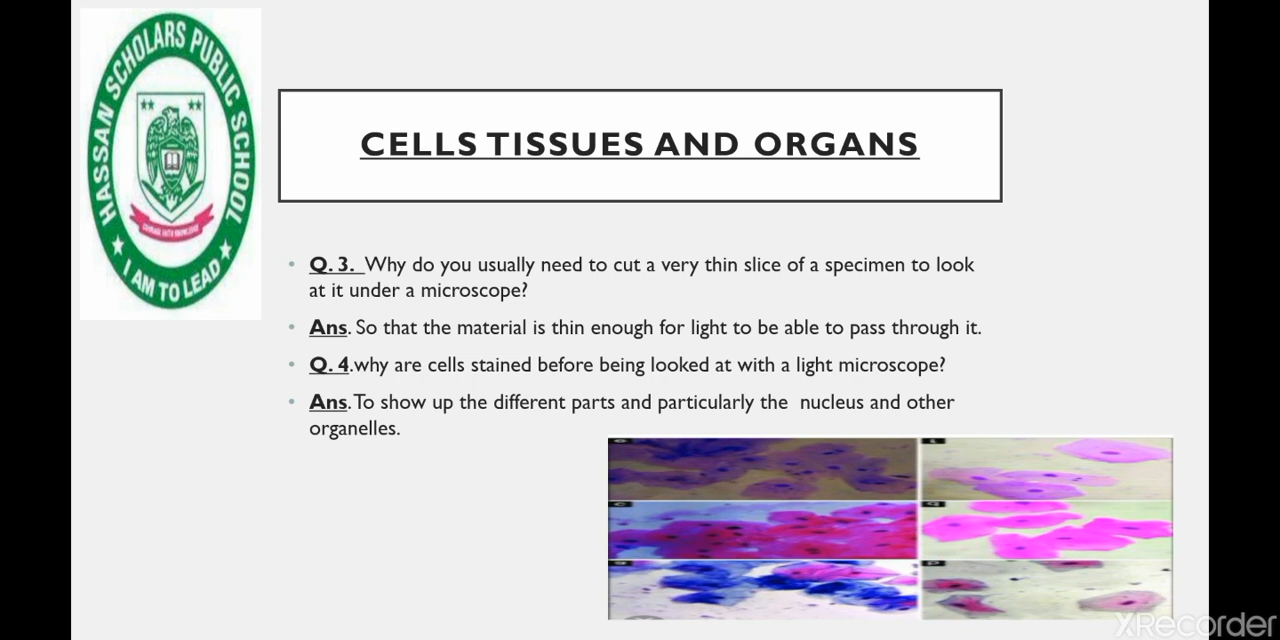 HASSAN SCHOLARS PUBLIC SCHOOL
COURAGE FAITH KNOWLEDGE
I AM TO LEAD
CELLS TISSUES AND ORGANS
• Q. 3. Why do you usually need to cut a very thin slice of a specimen to look
at it under a microscope?
• Ans. So that the material is thin enough for light to be able to pass through it.
• Q. 4.why are cells stained before being looked at with a light microscope?
• Ans. To show up the different parts and particularly the nucleus and other
organelles.
XRecorder